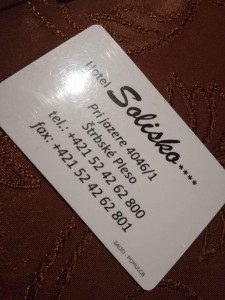 Hotel
Solisko....
Pri Jazere 4046/1
Štrbské Pleso
tel.: +421 52 42 62 800
fax: +421 52 42 62 801